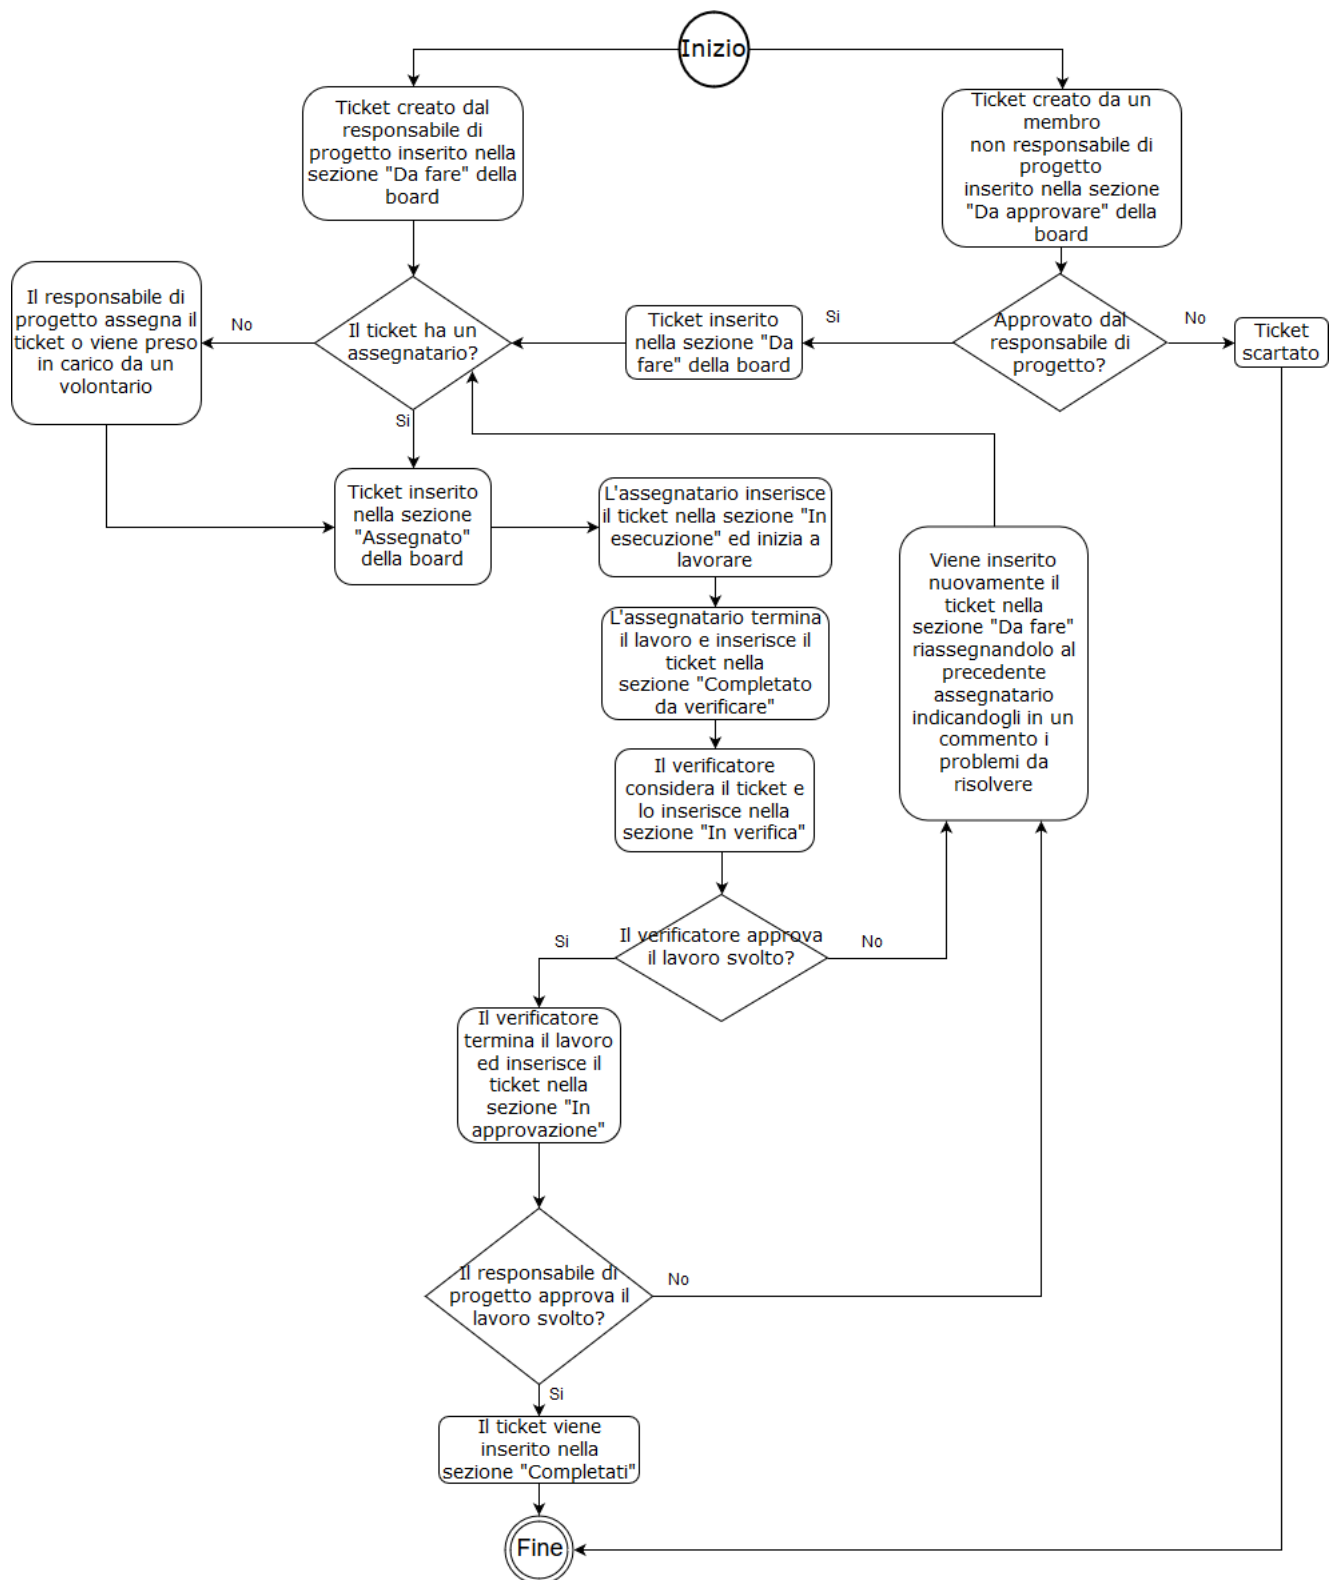 Inizio
Ticket creato dal
responsabile di
progetto inserito nella
sezione "Da fare" della
board
Ticket creato da un
membro
non responsabile di
progetto
inserito nella sezione
"Da approvare" della
board
Il responsabile di
progetto assegna il
ticket o viene preso
in carico da un
volontario
No
Il ticket ha un
assegnatario?
Si
Ticket inserito
nella sezione "Da
fare" della board
Si
Approvato dal
responsabile di
progetto?
No
Ticket
scartato
Ticket inserito
nella sezione
"Assegnato"
della board
L'assegnatario inserisce
il ticket nella sezione "In
esecuzione" ed inizia a
lavorare
L'assegnatario termina
il lavoro e inserisce il
ticket nella
sezione "Completato
da verificare"
Viene inserito
nuovamente il
ticket nella
sezione "Da fare"
riassegnandolo al
precedente
assegnatario
indicandogli in un
commento i
problemi da
risolvere
Il verificatore
considera il ticket e
lo inserisce nella
sezione "In verifica"
Si
Il verificatore approva
il lavoro svolto?
No
Il verificatore
termina il lavoro
ed inserisce il
ticket nella
sezione "In
approvazione"
Il responsabile di
progetto approva il
lavoro svolto?
No
Si
Il ticket viene
inserito nella
sezione "Completati"
Fine